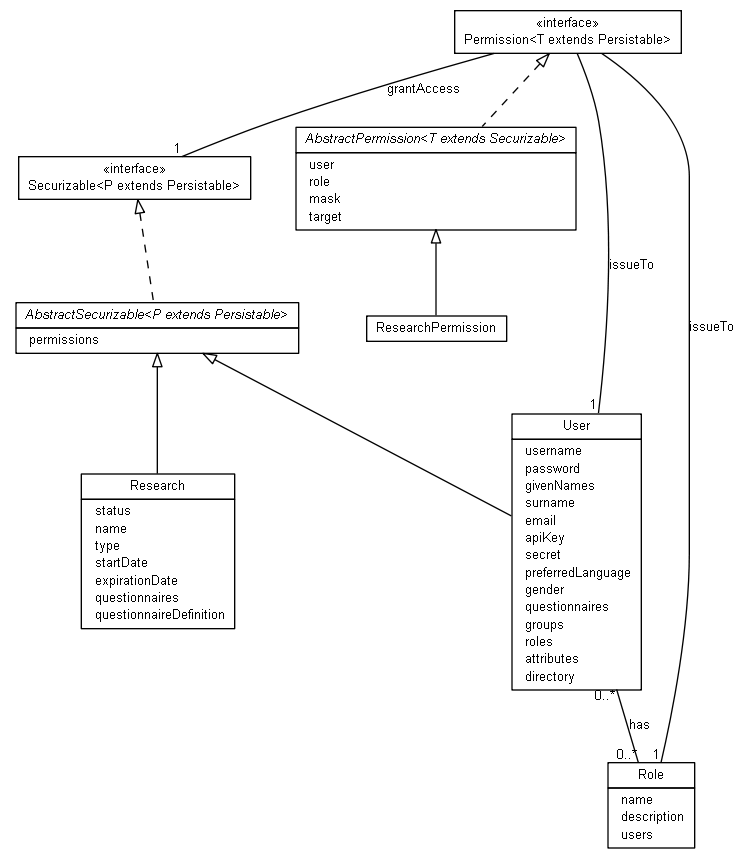 «interface»
Permission<T extends Persistable>
grantAccess
1
«interface»
Securizable<P extends Persistable>
AbstractPermission<T extends Securizable>
user
role
mask
target
issueTo
AbstractSecurizable<P extends Persistable>
permissions
ResearchPermission
issueTo
1
User
username
password
givenNames
surname
email
apiKey
secret
preferredLanguage
gender
questionnaires
groups
roles
attributes
directory
Research
status
name
type
startDate
expirationDate
questionnaires
questionnaireDefinition
0..*
has
0..*
1
Role
name
description
users